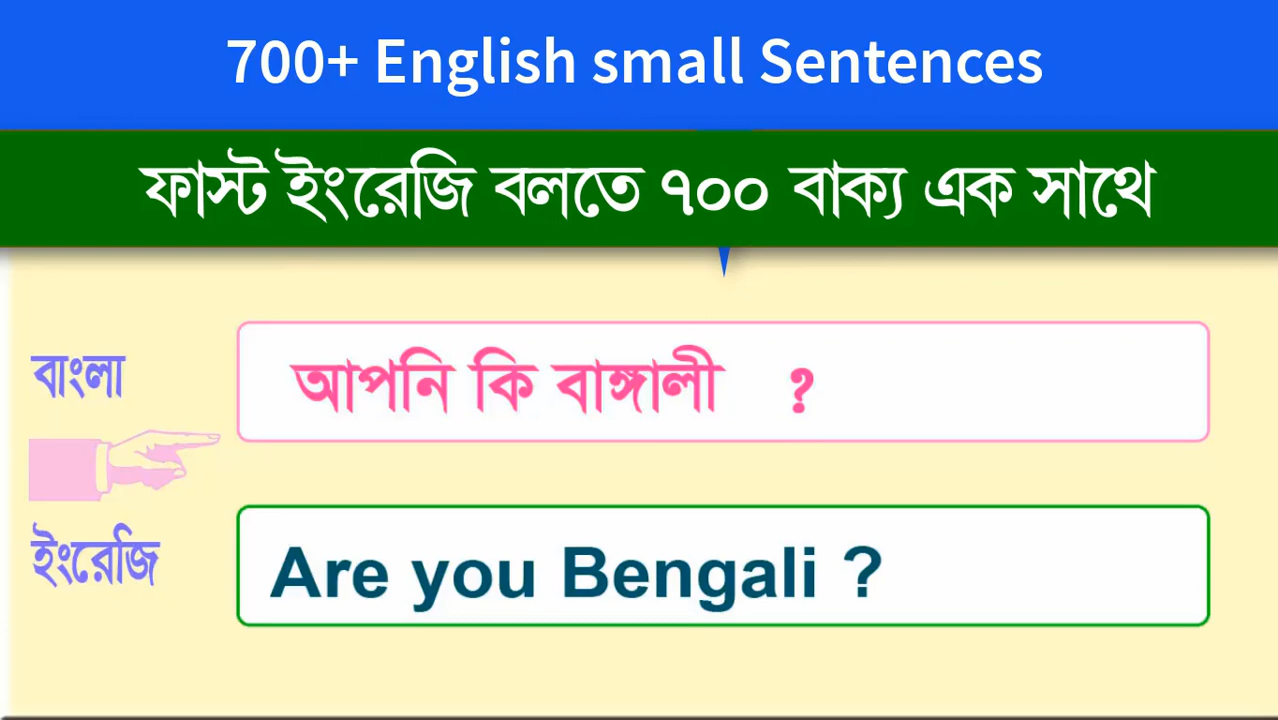 700+ English small Sentences
ফাস্ট ইংরেজি বলতে ৭০০ বাক্য এক সাথে
বাংলা
আপনি কি বাঙ্গালী ?
ইংরেজি
Are you Bengali ?